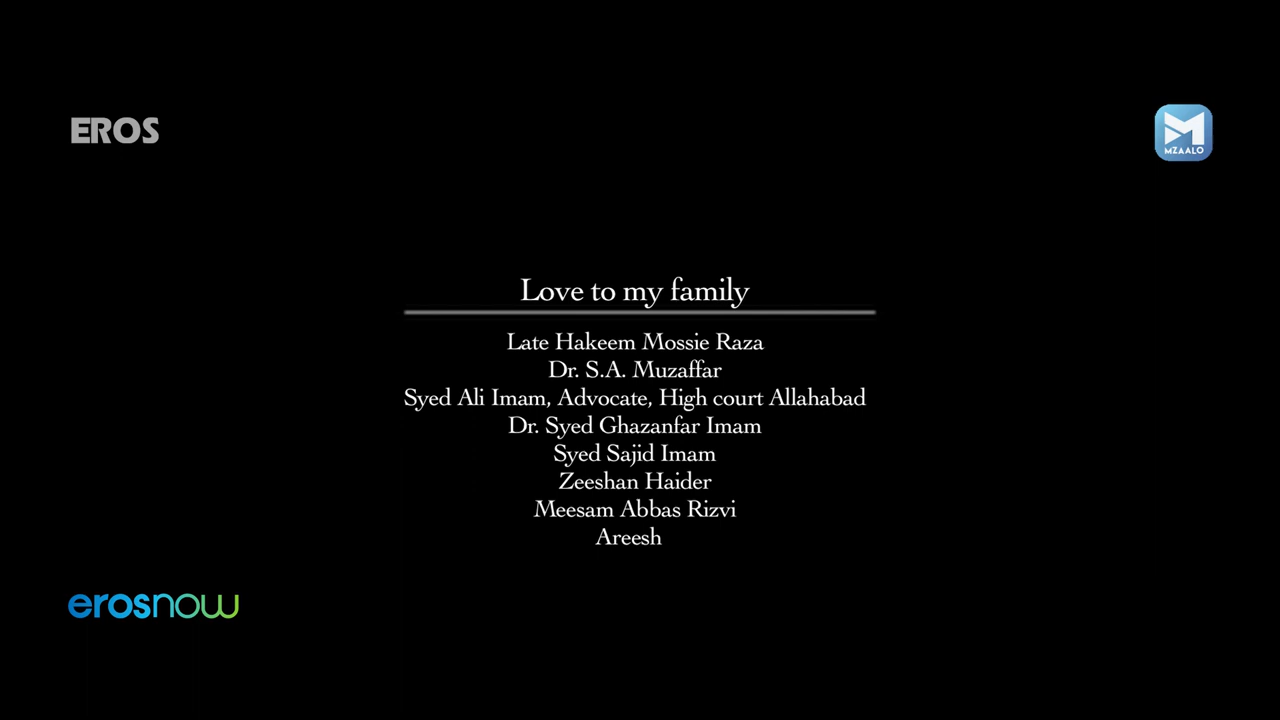 EROS
MZAALO
Love to my family
Late Hakeem Mossie Raza
Dr. S.A. Muzaffar
Syed Ali Imam, Advocate, High court Allahabad
Dr. Syed Ghazanfar Imam
Syed Sajid Imam
Zeeshan Haider
Meesam Abbas Rizvi
Areesh
erosnow